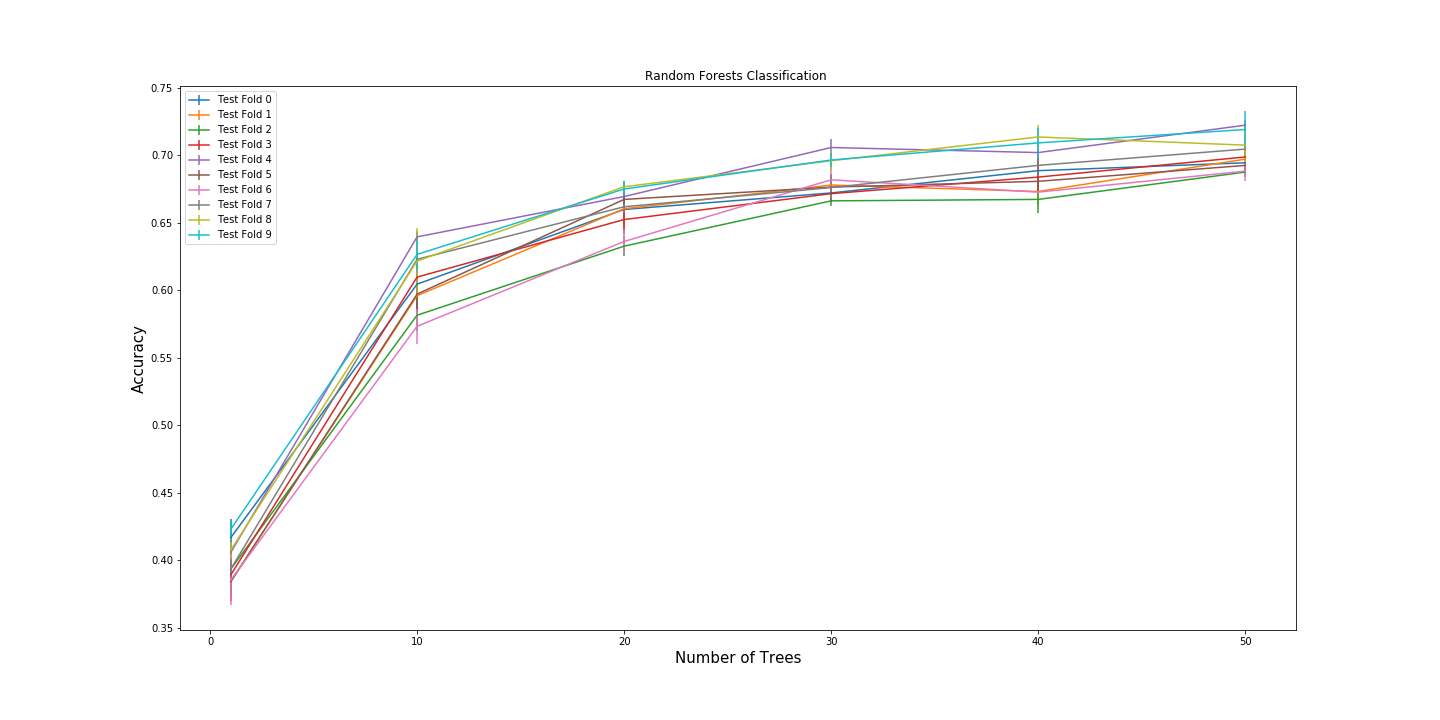 Random Forests Classification
0.75
0.70
0.65
0.60
0.55
0.50
0.45
0.40
0.35
Accuracy
Test Fold 0
Test Fold 1
Test Fold 2
Test Fold 3
Test Fold 4
Test Fold 5
Test Fold 6
Test Fold 7
Test Fold 8
Test Fold 9
0 10 20 30 40 50
Number of Trees